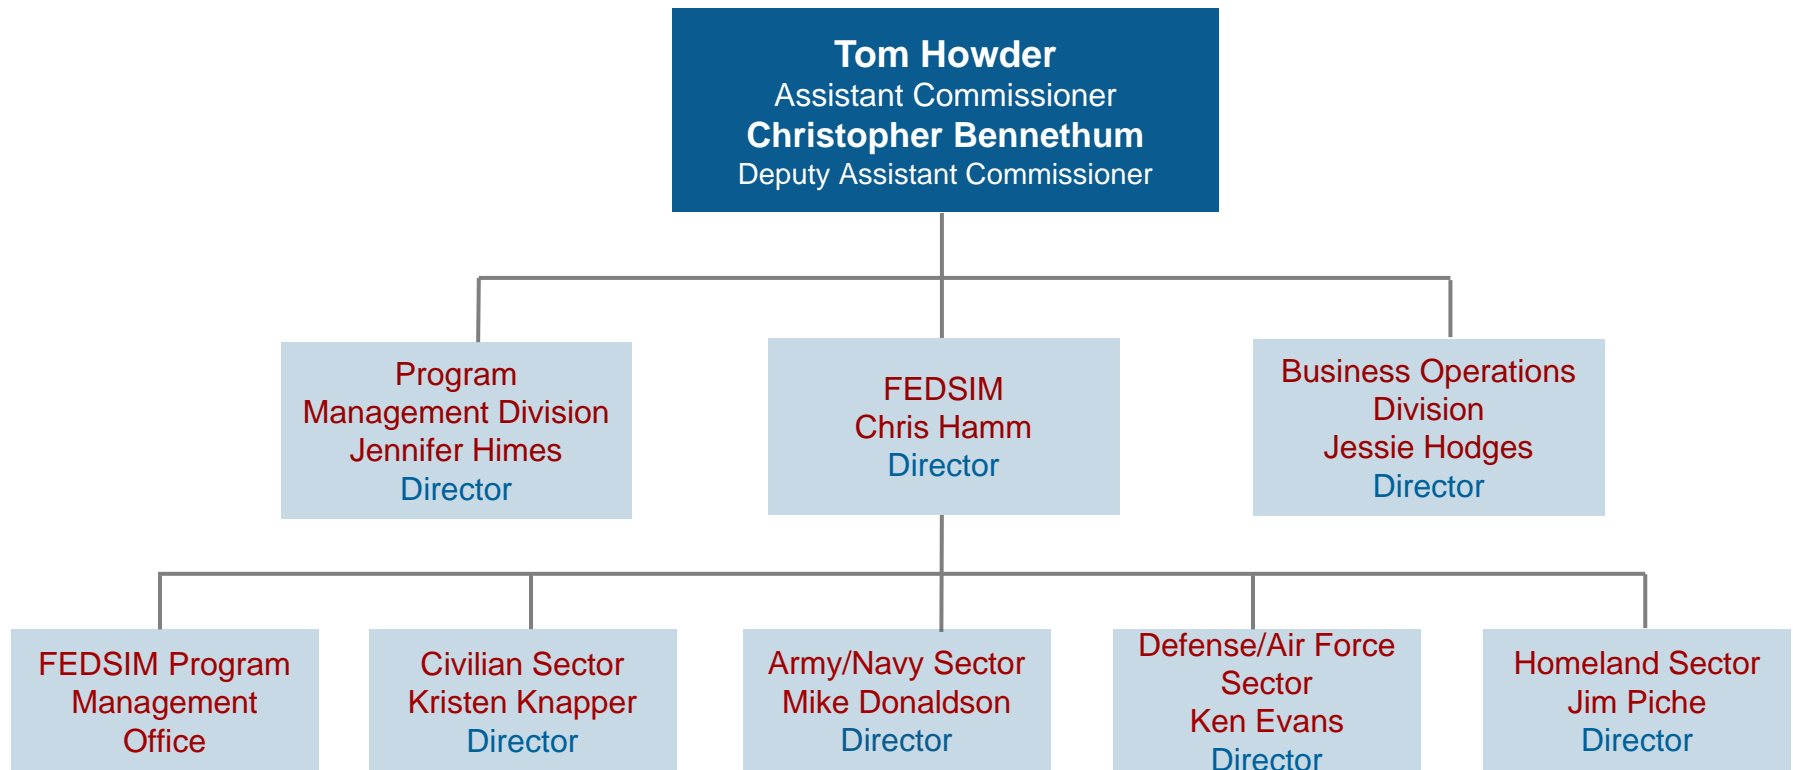 Tom Howder
Assistant Commissioner
Christopher Bennethum
Deputy Assistant Commissioner
Program
Management Division
Jennifer Himes
Director
FEDSIM
Chris Hamm
Director
Business Operations
Division
Jessie Hodges
Director
FEDSIM Program
Management
Office
Civilian Sector
Kristen Knapper
Director
Army/Navy Sector
Mike Donaldson
Director
Defense/Air Force
Sector
Ken Evans
Director
Homeland Sector
Jim Piche
Director